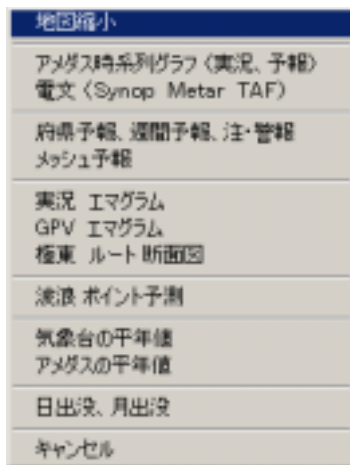 地図縮小
アメダス時系列グラフ（実況、予報）
電文（Synop Metar TAF）
府県予報、週間予報、注・警報
メッシュ予報
実況 エマグラム
GPV エマグラム
極東 ルート断面図
波浪 ポイント予測
気象台の平年値
アメダスの平年値
日出没、月出没
キャンセル